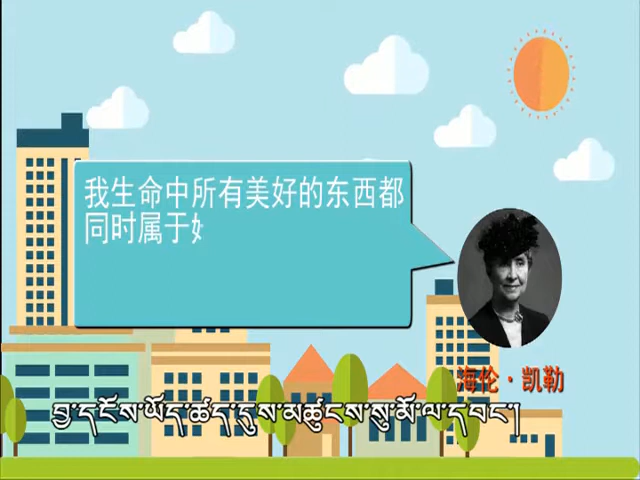 我生命中所有美好的东西都
同时属于
海伦·凯勒
བྱ་དངོས་ཡོད་ཚད་དུས་མཚུངས་སུ་མོ་ལ་དབང་།